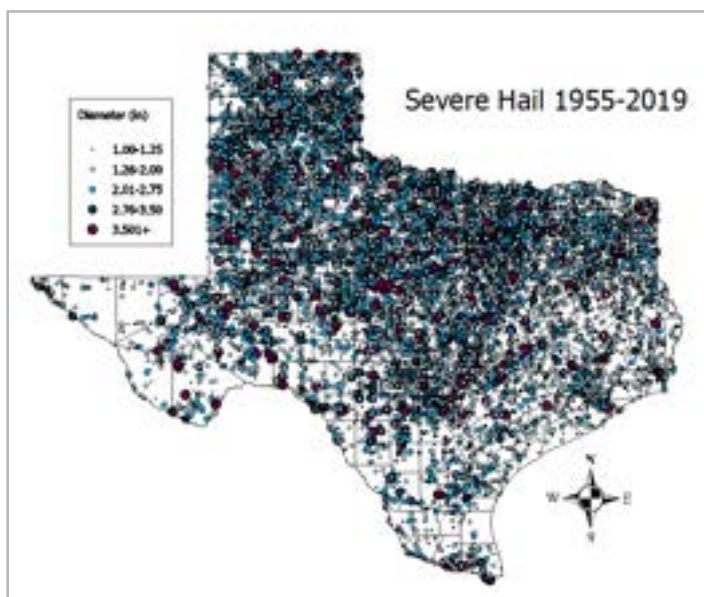 Severe Hail 1955-2019
Diameter (in)
1.00-1.25
1.26-2.00
2.01-2.75
2.76-3.50
3.501+
N
W E
S